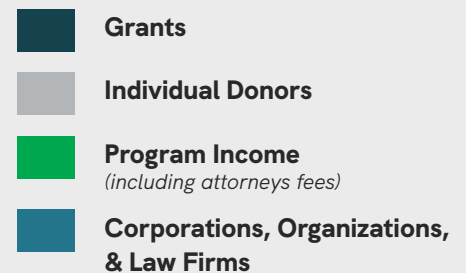 Grants
Individual Donors
Program Income
(including attorneys fees)
Corporations, Organizations,
& Law Firms